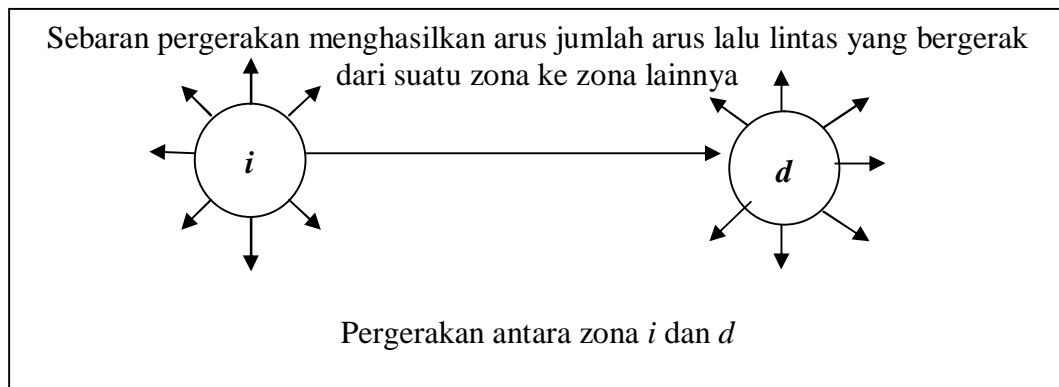 Sebaran pergerakan menghasilkan arus jumlah arus lalu lintas yang bergerak
dari suatu zona ke zona lainnya
i
d
Pergerakan antara zona i dan d